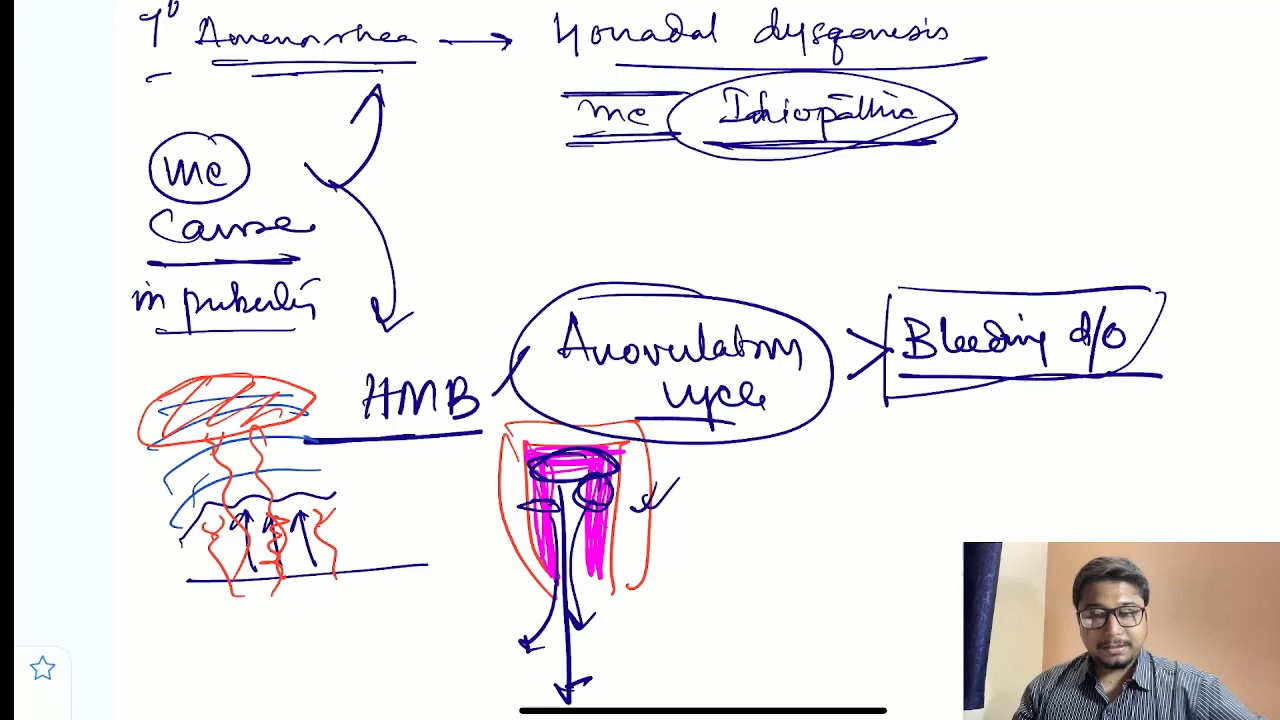 1° Amenorrhea → Gonadal dysgenesis
mc Idiopathic
mc
Cause
in puberty
HMB
Anovulatory
cycle
Bleeding d/o